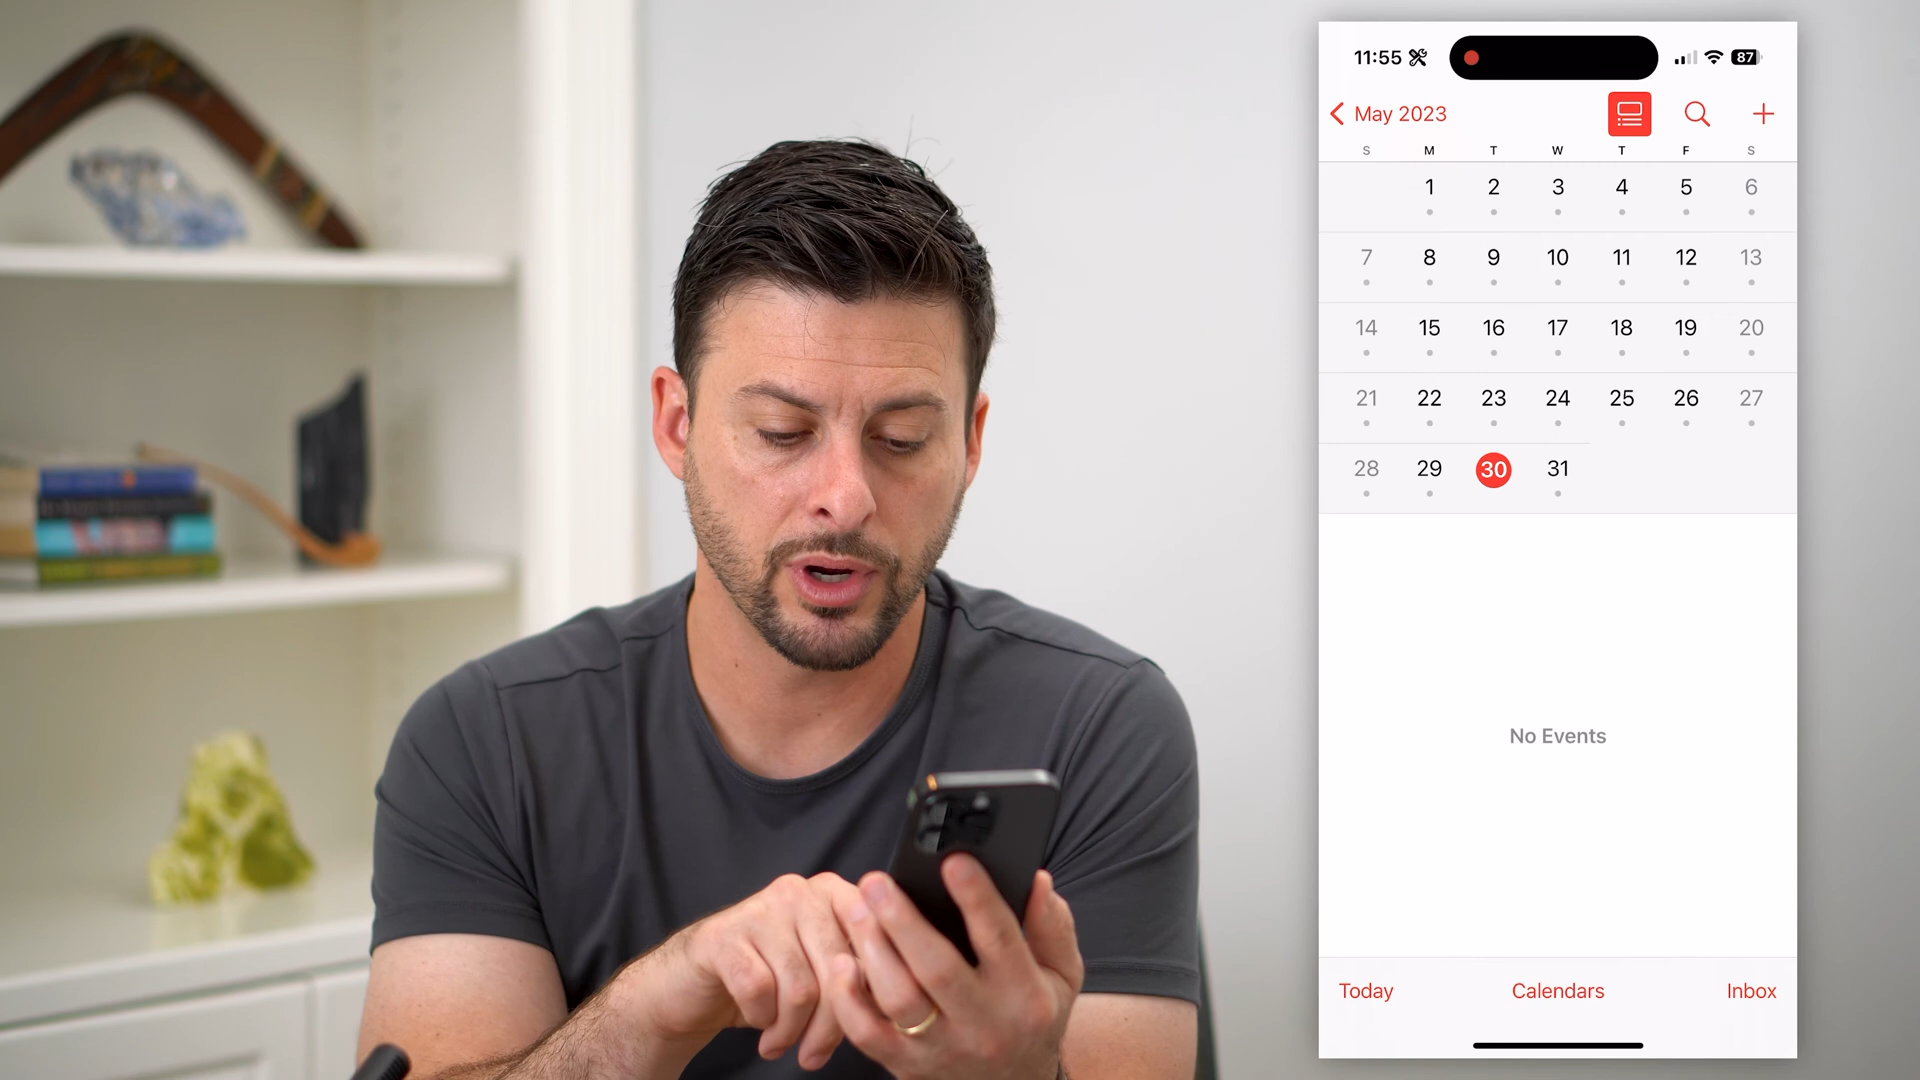 11:55 87
May 2023
S M T W T F S
1 2 3 4 5 6
7 8 9 10 11 12 13
14 15 16 17 18 19 20
21 22 23 24 25 26 27
28 29 30 31
No Events
Today Calendars Inbox